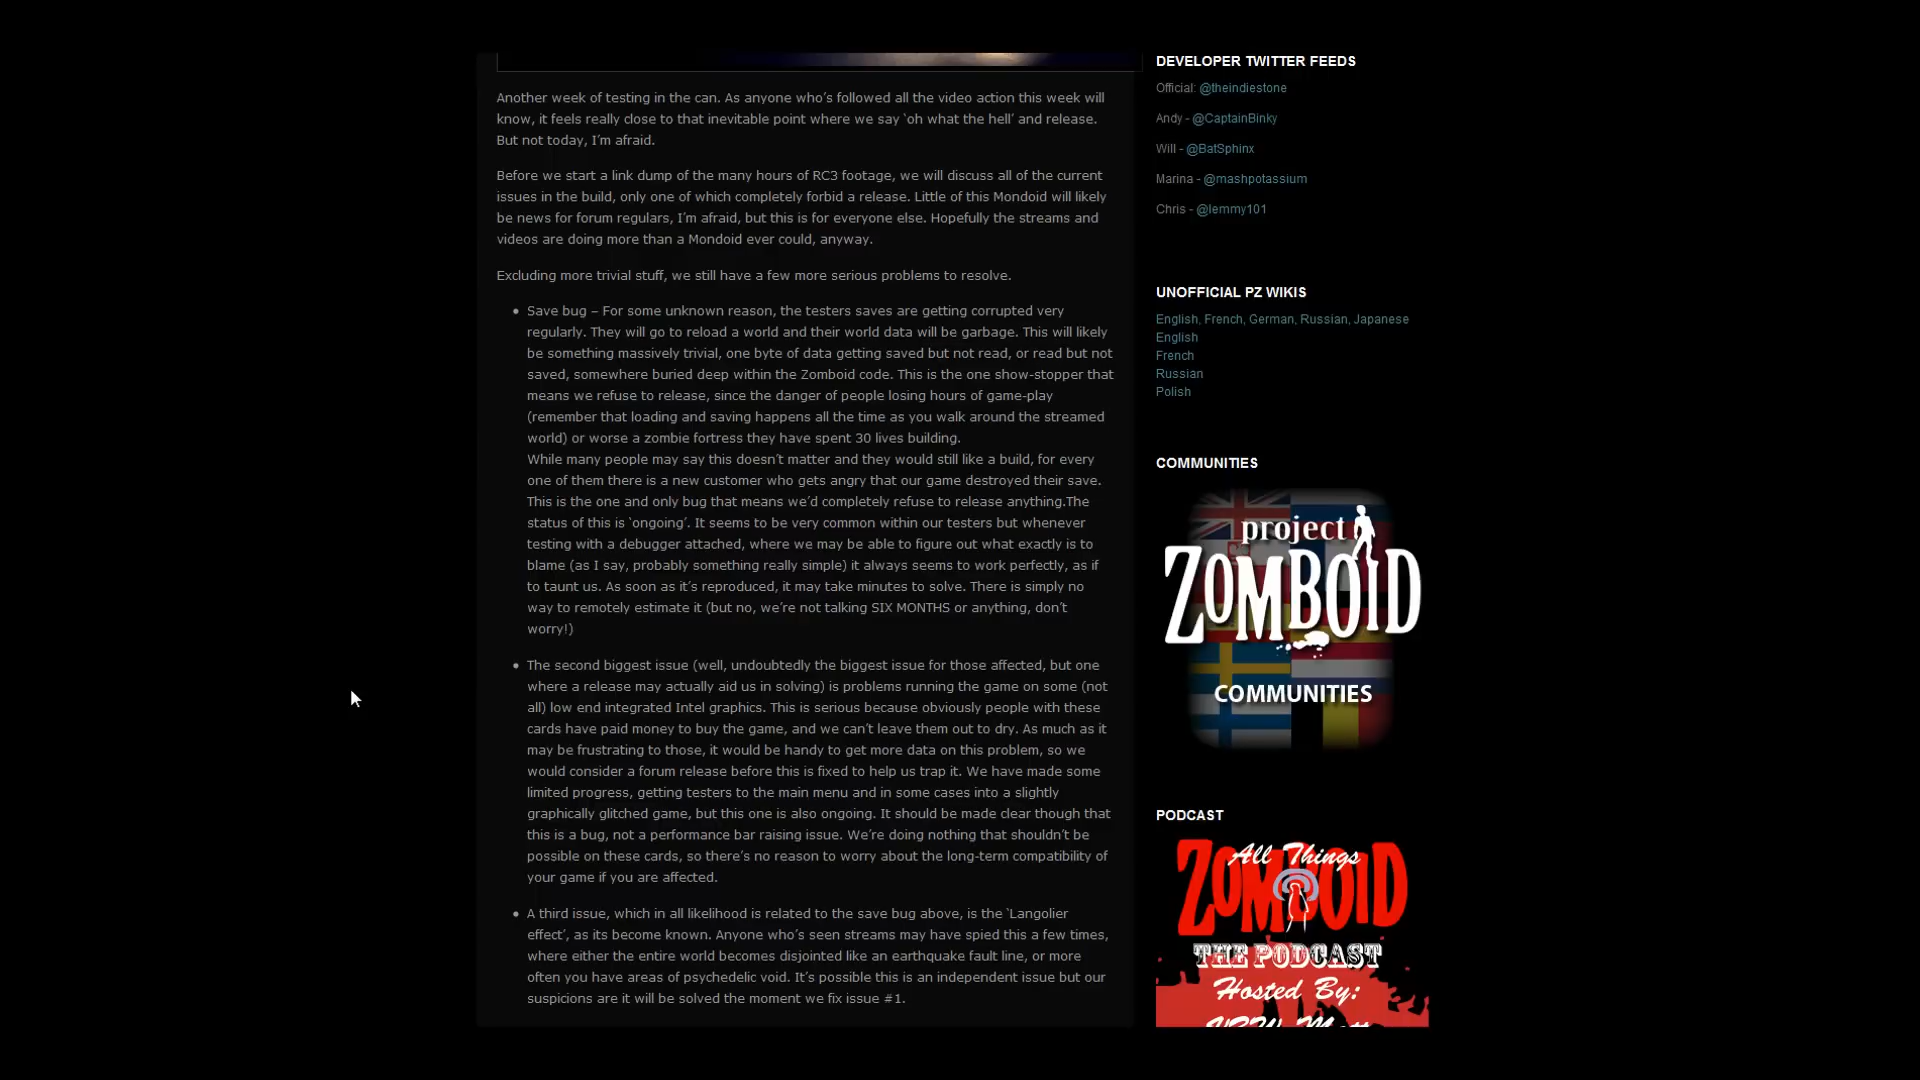 Another week of testing in the can. As anyone who’s followed all the video action this week will
know, it feels really close to that inevitable point where we say ‘oh what the hell’ and release.
But not today, I’m afraid.
Before we start a link dump of the many hours of RC3 footage, we will discuss all of the current
issues in the build, only one of which completely forbid a release. Little of this Mondoid will likely
be news for forum regulars, I’m afraid, but this is for everyone else. Hopefully the streams and
videos are doing more than a Mondoid ever could, anyway.
Excluding more trivial stuff, we still have a few more serious problems to resolve.
• Save bug – For some unknown reason, the testers saves are getting corrupted very
regularly. They will go to reload a world and their world data will be garbage. This will likely
be something massively trivial, one byte of data getting saved but not read, or read but not
saved, somewhere buried deep within the Zomboid code. This is the one show-stopper that
means we refuse to release, since the danger of people losing hours of game-play
(remember that loading and saving happens all the time as you walk around the streamed
world) or worse a zombie fortress they have spent 30 lives building.
While many people may say this doesn’t matter and they would still like a build, for every
one of them there is a new customer who gets angry that our game destroyed their save.
This is the one and only bug that means we’d completely refuse to release anything.The
status of this is ‘ongoing’. It seems to be very common within our testers but whenever
testing with a debugger attached, where we may be able to figure out what exactly is to
blame (as I say, probably something really simple) it always seems to work perfectly, as if
to taunt us. As soon as it’s reproduced, it may take minutes to solve. There is simply no
way to remotely estimate it (but no, we’re not talking SIX MONTHS or anything, don’t
worry!)
• The second biggest issue (well, undoubtedly the biggest issue for those affected, but one
where a release may actually aid us in solving) is problems running the game on some (not
all) low end integrated Intel graphics. This is serious because obviously people with these
cards have paid money to buy the game, and we can’t leave them out to dry. As much as it
may be frustrating to those, it would be handy to get more data on this problem, so we
would consider a forum release before this is fixed to help us trap it. We have made some
limited progress, getting testers to the main menu and in some cases into a slightly
graphically glitched game, but this one is also ongoing. It should be made clear though that
this is a bug, not a performance bar raising issue. We’re doing nothing that shouldn’t be
possible on these cards, so there’s no reason to worry about the long-term compatibility of
your game if you are affected.
• A third issue, which in all likelihood is related to the save bug above, is the ‘Langolier
effect’, as its become known. Anyone who’s seen streams may have spied this a few times,
where either the entire world becomes disjointed like an earthquake fault line, or more
often you have areas of psychedelic void. It’s possible this is an independent issue but our
suspicions are it will be solved the moment we fix issue #1.
DEVELOPER TWITTER FEEDS
Official: @theindiestone
Andy - @CaptainBinky
Will - @BatSphinx
Marina - @mashpotassium
Chris - @lemmy101
UNOFFICIAL PZ WIKIS
English, French, German, Russian, Japanese
English
French
Russian
Polish
COMMUNITIES
project
ZOMBOID
COMMUNITIES
PODCAST
All Things
ZOMBOID
THE PODCAST
Hosted By: